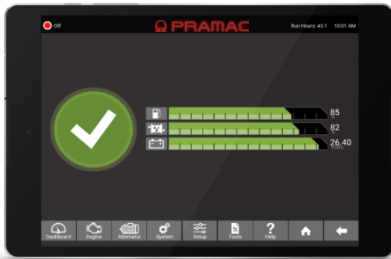 Off
PRAMAC
Run Hours: 43.1 10:01 AM
85
%
82
26.40
Volts
Dashboard
Engine
Alternator
System
Setup
Tools
Help